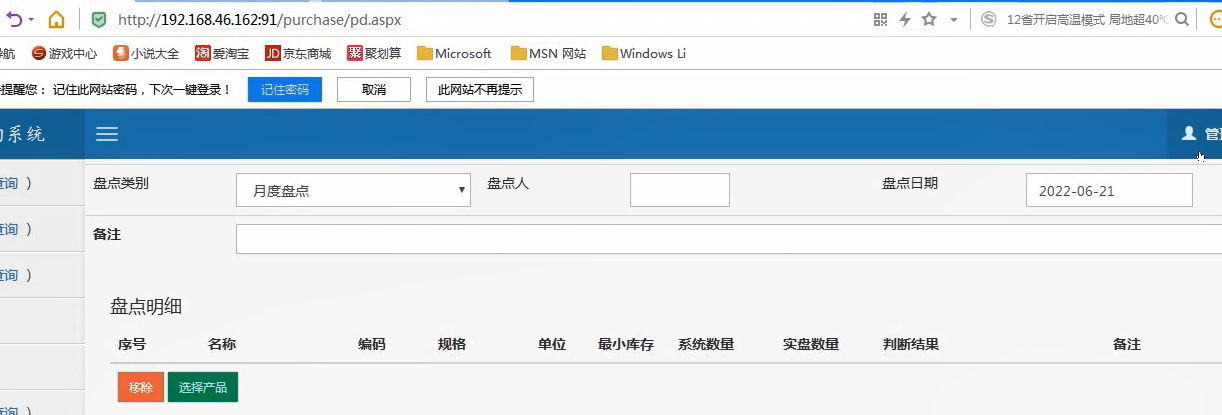 http://192.168.46.162:91/purchase/pd.aspx 12省开启高温模式 局地超40℃
导航 游戏中心 小说大全 淘 爱淘宝 JD 京东商城 聚 聚划算 Microsoft MSN 网站 Windows Li
提醒您： 记住此网站密码，下次一键登录！ 记住密码 取消 此网站不再提示
系统 管理
盘点类别 月度盘点 盘点人 盘点日期 2022-06-21
查询 ）
备注
查询 ）
查询 ）
盘点明细
序号 名称 编码 规格 单位 最小库存 系统数量 实盘数量 判断结果 备注
移除 选择产品
查询 ）